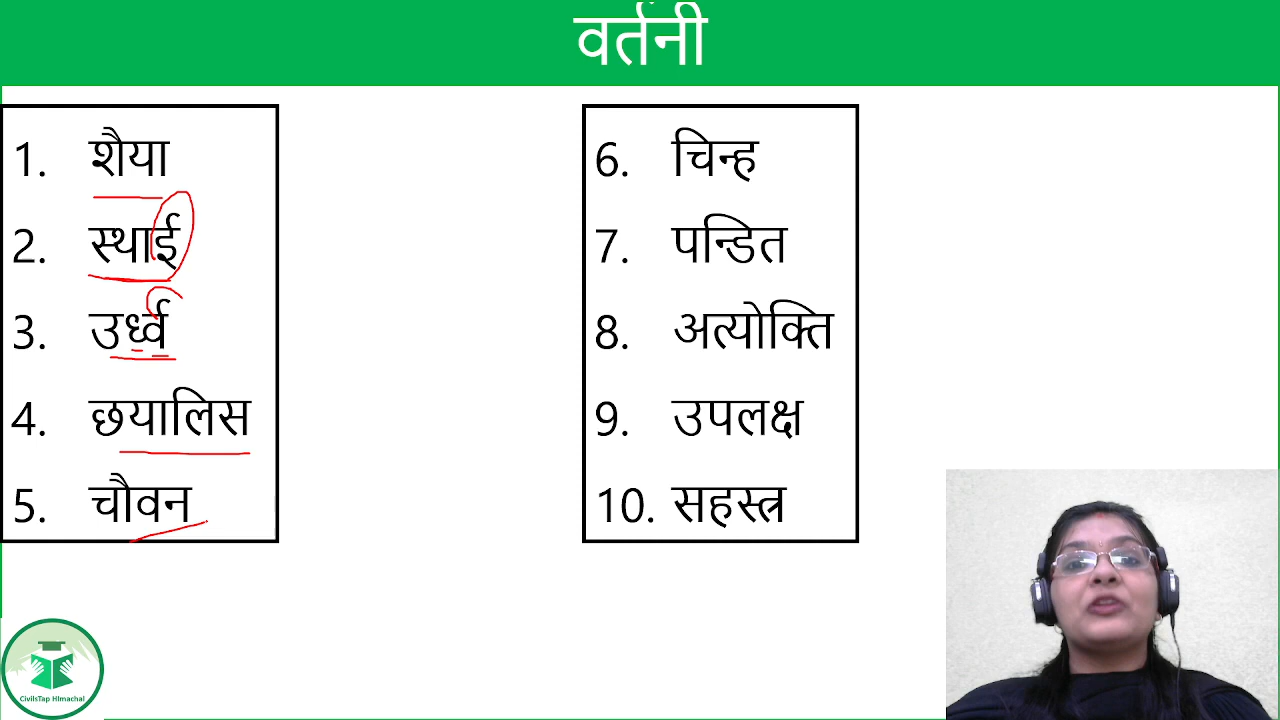 वर्तनी
1. शैया
2. स्थाई
3. उर्ध्व
4. छयालिस
5. चौवन
6. चिन्ह
7. पन्डित
8. अत्योक्ति
9. उपलक्ष
10. सहस्त्र
CivilsTap Himachal